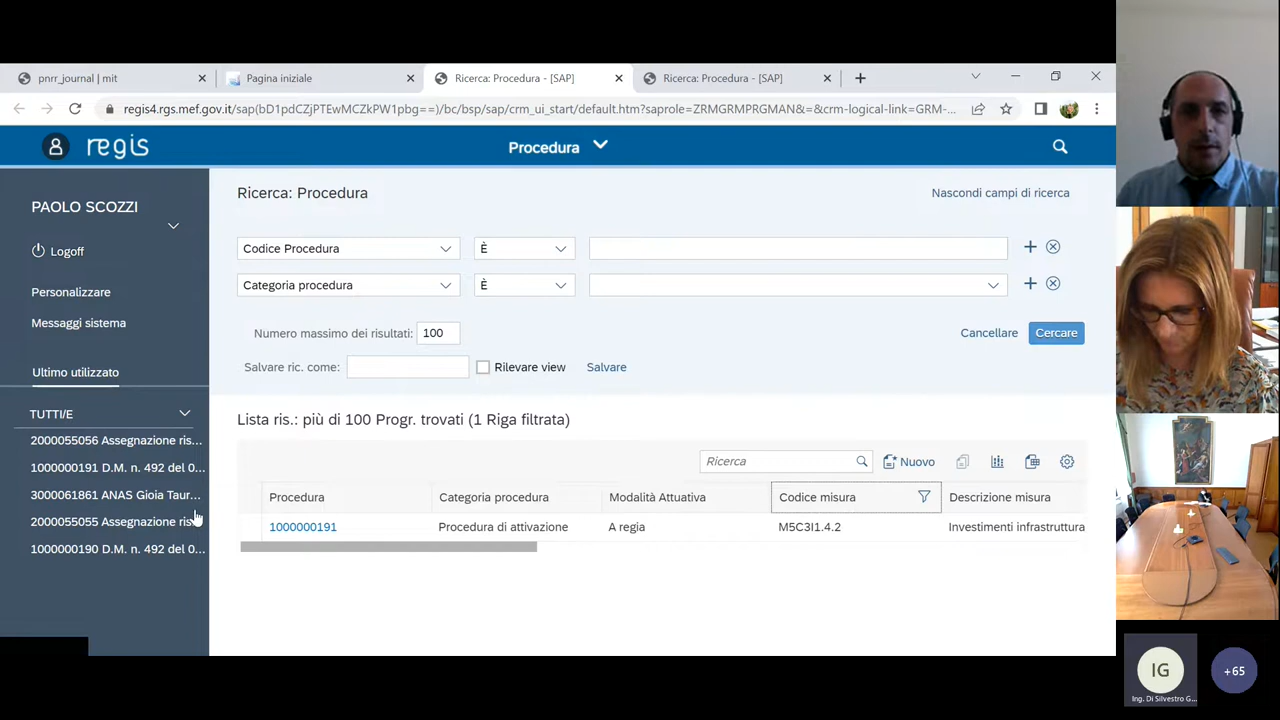 pnrr_journal | mit
Pagina iniziale
Ricerca: Procedura - [SAP]
Ricerca: Procedura - [SAP]
regis4.rgs.mef.gov.it/sap(bD1pdCZjPTEwMCZkPW1pbg==)/bc/bsp/sap/crm_ui_start/default.htm?saprole=ZRMGRMPRGMAN&=&crm-logical-link=GRM-...
regis
Procedura
PAOLO SCOZZI
Logoff
Personalizzare
Messaggi sistema
Ultimo utilizzato
TUTTI/E
2000055056 Assegnazione ris...
1000000191 D.M. n. 492 del 0...
3000061861 ANAS Gioia Taur...
2000055055 Assegnazione ris...
1000000190 D.M. n. 492 del 0...
Ricerca: Procedura
Nascondi campi di ricerca
Codice Procedura È
Categoria procedura È
Numero massimo dei risultati: 100
Cancellare Cercare
Salvare ric. come: Rilevare view Salvare
Lista ris.: più di 100 Progr. trovati (1 Riga filtrata)
Ricerca Nuovo
Procedura Categoria procedura Modalità Attuativa Codice misura Descrizione misura
1000000191 Procedura di attivazione A regia M5C3I1.4.2 Investimenti infrastruttura
IG
Ing. Di Silvestro G...
+65